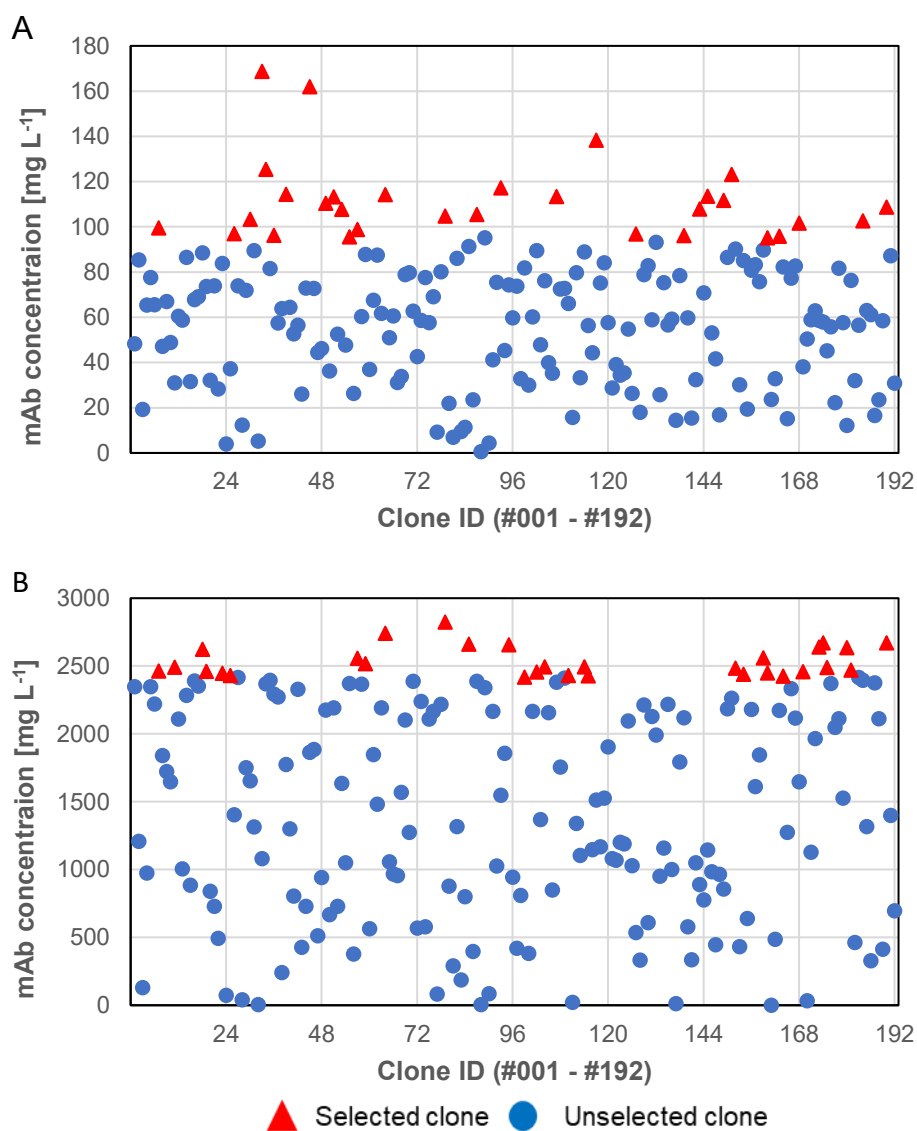 A
180
160
140
120
100
80
60
40
20
0
mAb concentraion [mg L⁻¹]
24 48 72 96 120 144 168 192
Clone ID (#001 - #192)
B
3000
2500
2000
1500
1000
500
0
mAb concentraion [mg L⁻¹]
24 48 72 96 120 144 168 192
Clone ID (#001 - #192)
Selected clone Unselected clone